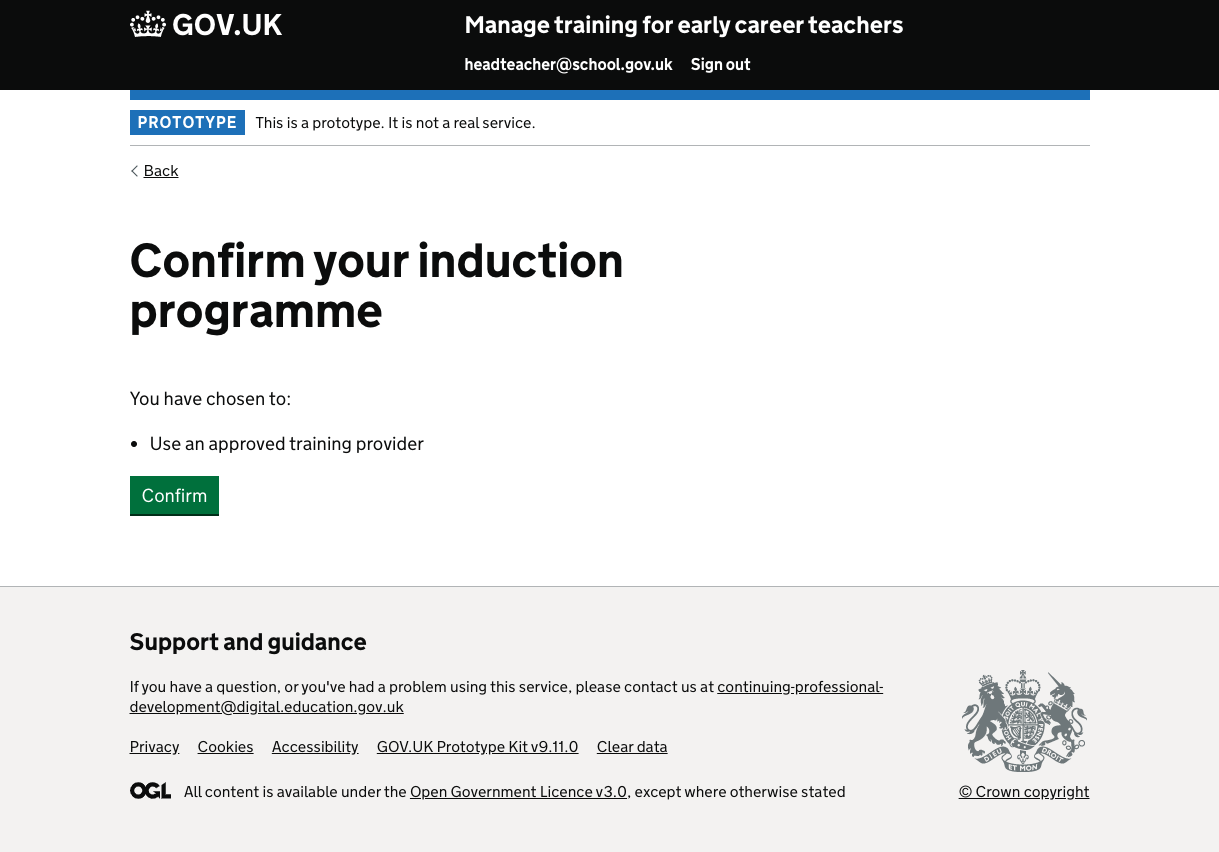 GOV.UK
Manage training for early career teachers
headteacher@school.gov.uk Sign out
PROTOTYPE This is a prototype. It is not a real service.
Back
Confirm your induction
programme
You have chosen to:
• Use an approved training provider
Confirm
Support and guidance
If you have a question, or you've had a problem using this service, please contact us at continuing-professional-
development@digital.education.gov.uk
Privacy Cookies Accessibility GOV.UK Prototype Kit v9.11.0 Clear data
OGL All content is available under the Open Government Licence v3.0, except where otherwise stated
DIEU ET MON DROIT
© Crown copyright